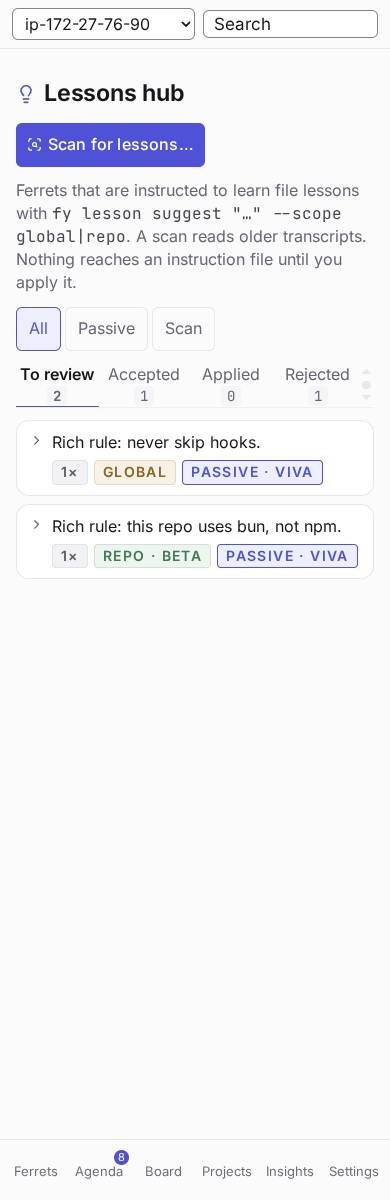 ip-172-27-76-90 Search
Lessons hub
Scan for lessons…
Ferrets that are instructed to learn file lessons
with fy lesson suggest "…" --scope
global|repo. A scan reads older transcripts.
Nothing reaches an instruction file until you
apply it.
All Passive Scan
To review Accepted Applied Rejected
2 1 0 1
Rich rule: never skip hooks.
1× GLOBAL PASSIVE · VIVA
Rich rule: this repo uses bun, not npm.
1× REPO · BETA PASSIVE · VIVA
8
Ferrets Agenda Board Projects Insights Settings